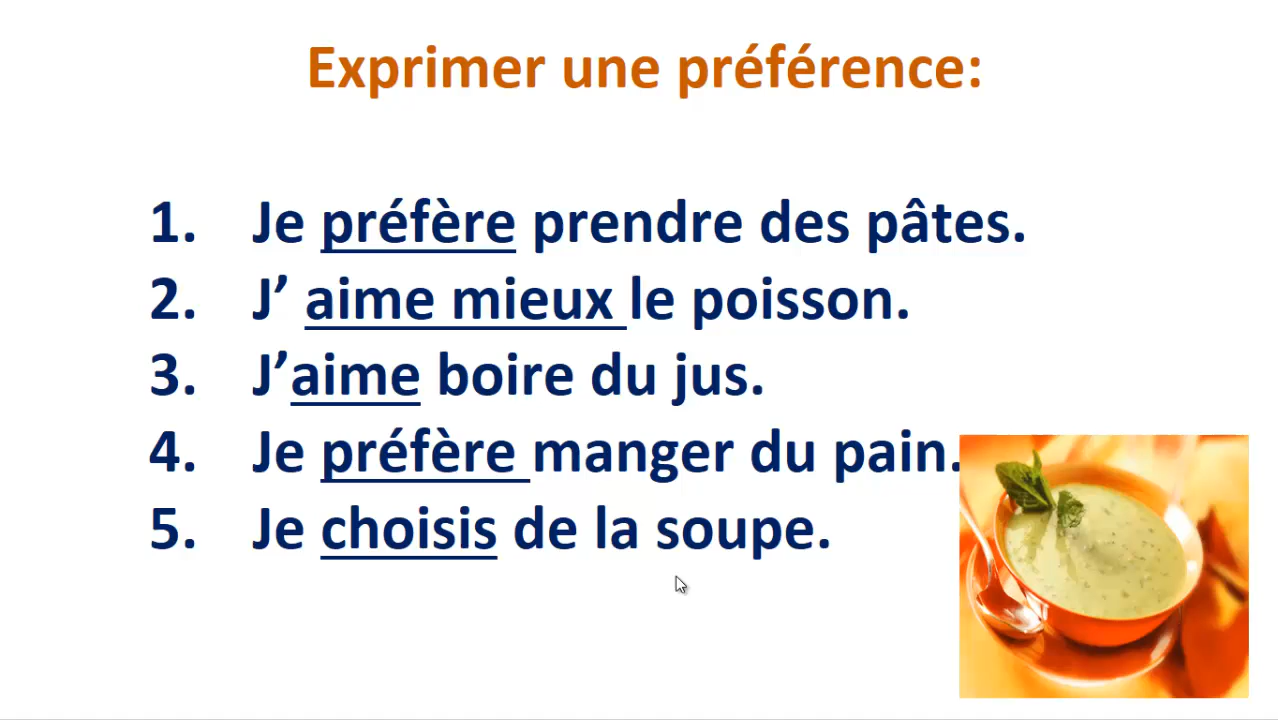 Exprimer une préférence:
1. Je préfère prendre des pâtes.
2. J’ aime mieux le poisson.
3. J’aime boire du jus.
4. Je préfère manger du pain.
5. Je choisis de la soupe.